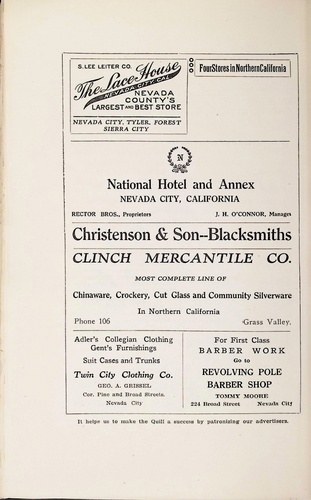 S. LEE LEITER CO.
The Lace House
NEVADA CITY, CAL.
NEVADA
COUNTY'S
LARGEST AND BEST STORE
NEVADA CITY, TYLER, FOREST
SIERRA CITY
Four Stores in Northern California
N
National Hotel and Annex
NEVADA CITY, CALIFORNIA
RECTOR BROS., Proprietors J. H. O'CONNOR, Manager
Christenson & Son--Blacksmiths
CLINCH MERCANTILE CO.
MOST COMPLETE LINE OF
Chinaware, Crockery, Cut Glass and Community Silverware
In Northern California
Phone 106 Grass Valley.
Adler's Collegian Clothing
Gent's Furnishings
Suit Cases and Trunks
Twin City Clothing Co.
GEO. A. GRISSEL
Cor. Pine and Broad Streets.
Nevada City
For First Class
BARBER WORK
Go to
REVOLVING POLE
BARBER SHOP
TOMMY MOORE
224 Broad Street Nevada City
It helps us to make the Quill a success by patronizing our advertisers.